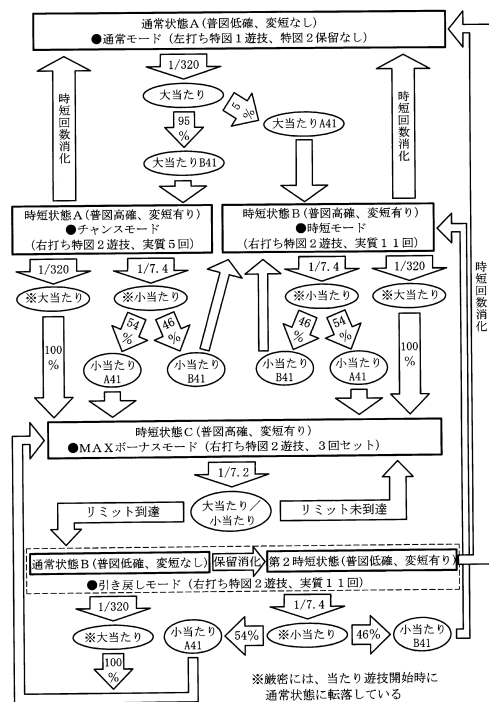 通常状態A（普図低確、変短なし）
●通常モード（左打ち特図１遊技、特図２保留なし）
1/320
大当たり
5%
95%
大当たりA41
大当たりB41
時短回数消化
時短回数消化
時短状態A（普図高確、変短有り）
●チャンスモード
（右打ち特図２遊技、実質５回）
時短状態B（普図高確、変短有り）
●時短モード
（右打ち特図２遊技、実質１１回）
時短回数消化
1/320
1/7.4
1/7.4
1/320
※大当たり
※小当たり
※小当たり
※大当たり
54%
46%
46%
54%
100%
100%
小当たりA41
小当たりB41
小当たりB41
小当たりA41
時短状態C（普図高確、変短有り）
●MAXボーナスモード（右打ち特図２遊技、３回セット）
1/7.2
大当たり／
小当たり
リミット到達
リミット未到達
通常状態B（普図低確、変短なし）
保留消化
第２時短状態（普図低確、変短有り）
●引き戻しモード（右打ち特図２遊技、実質１１回）
1/320
1/7.4
※大当たり
小当たりA41
54%
※小当たり
46%
小当たりB41
100%
※厳密には、当たり遊技開始時に
通常状態に転落している